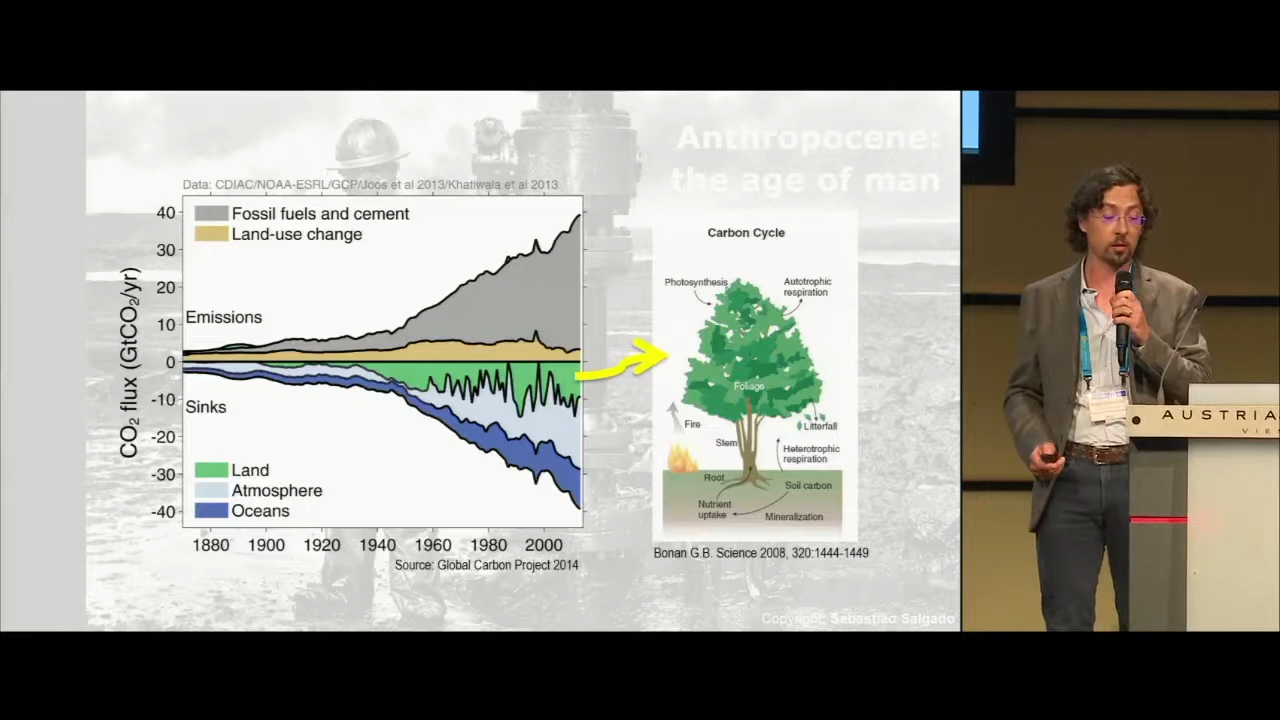 Anthropocene:
the age of man
Data: CDIAC/NOAA-ESRL/GCP/Joos et al 2013/Khatiwala et al 2013
CO2 flux (GtCO2/yr)
40
30
20
10
0
-10
-20
-30
-40
Fossil fuels and cement
Land-use change
Emissions
Sinks
Land
Atmosphere
Oceans
1880 1900 1920 1940 1960 1980 2000
Source: Global Carbon Project 2014
Carbon Cycle
Photosynthesis
Autotrophic
respiration
Foliage
Fire
Litterfall
Stem
Heterotrophic
respiration
Root
Soil carbon
Nutrient
uptake
Mineralization
Bonan G.B. Science 2008, 320:1444-1449
Copyright: Sebastiao Salgado
AUSTRIA
VIE